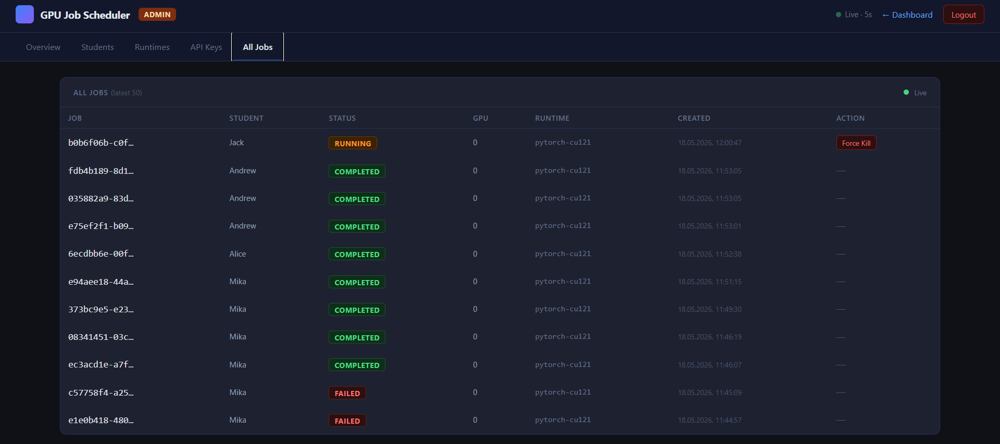 GPU Job Scheduler ADMIN Live · 5s ← Dashboard Logout
Overview Students Runtimes API Keys All Jobs
ALL JOBS (latest 50) Live
JOB STUDENT STATUS GPU RUNTIME CREATED ACTION
b0b6f06b-c0f… Jack RUNNING 0 pytorch-cu121 18.05.2026, 12:00:47 Force Kill
fdb4b189-8d1… Andrew COMPLETED 0 pytorch-cu121 18.05.2026, 11:53:05 —
035882a9-83d… Andrew COMPLETED 0 pytorch-cu121 18.05.2026, 11:53:05 —
e75ef2f1-b09… Andrew COMPLETED 0 pytorch-cu121 18.05.2026, 11:53:01 —
6ecdbb6e-00f… Alice COMPLETED 0 pytorch-cu121 18.05.2026, 11:52:38 —
e94aee18-44a… Mika COMPLETED 0 pytorch-cu121 18.05.2026, 11:51:15 —
373bc9e5-e23… Mika COMPLETED 0 pytorch-cu121 18.05.2026, 11:49:30 —
08341451-03c… Mika COMPLETED 0 pytorch-cu121 18.05.2026, 11:46:19 —
ec3acd1e-a7f… Mika COMPLETED 0 pytorch-cu121 18.05.2026, 11:46:07 —
c57758f4-a25… Mika FAILED 0 pytorch-cu121 18.05.2026, 11:45:09 —
e1e0b418-480… Mika FAILED 0 pytorch-cu121 18.05.2026, 11:44:57 —